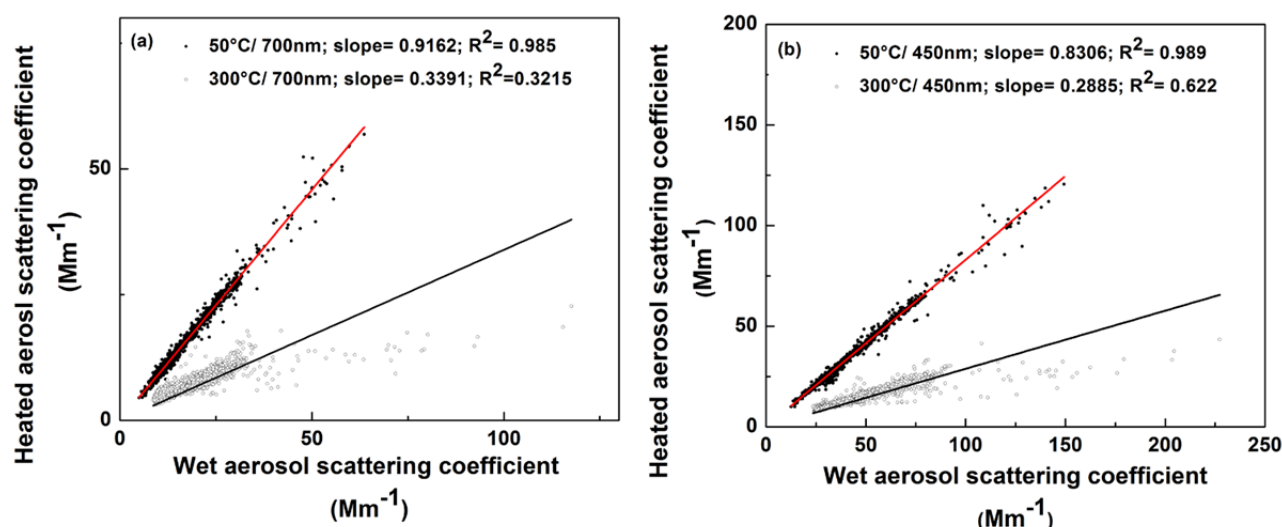 (a)
50°C/ 700nm; slope= 0.9162; R²= 0.985
300°C/ 700nm; slope= 0.3391; R²=0.3215
Heated aerosl scattering coefficient
(Mm⁻¹)
50
0
0
50
100
Wet aerosol scattering coefficient
(Mm⁻¹)
(b)
50°C/ 450nm; slope= 0.8306; R²= 0.989
300°C/ 450nm; slope= 0.2885; R²= 0.622
Heated aerosol scattering coefficient
(Mm⁻¹)
200
150
100
50
0
0
50
100
150
200
250
Wet aerosol scattering coefficient
(Mm⁻¹)